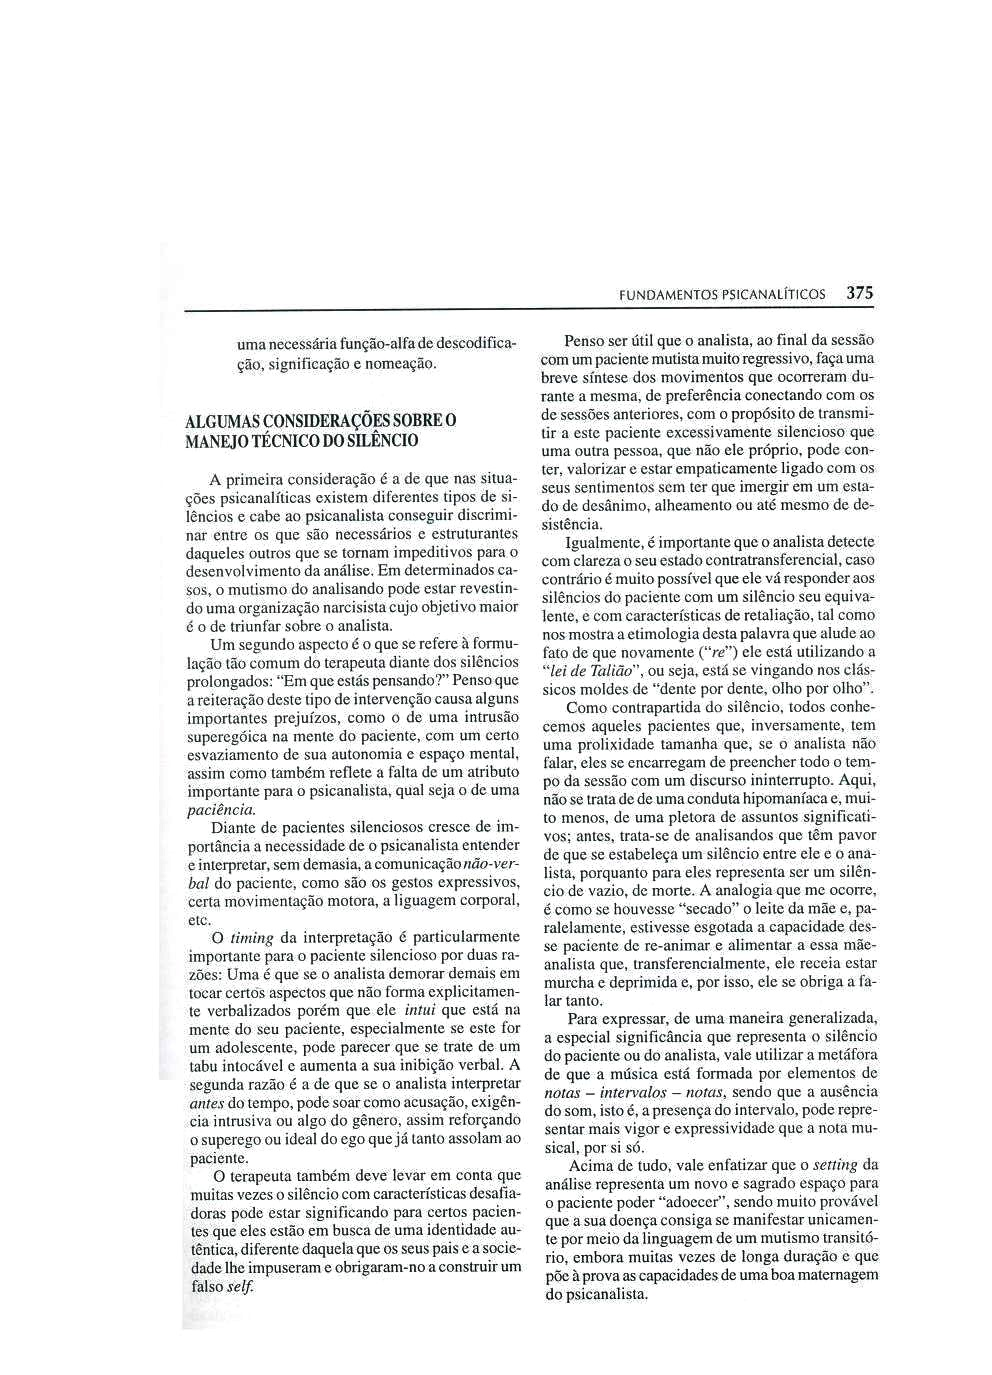 FUNDAMENTOS PSICANALÍTICOS 375
uma necessária função-alfa de descodifica-
ção, significação e nomeação.
ALGUMAS CONSIDERAÇÕES SOBRE O
MANEJO TÉCNICO DO SILÊNCIO
A primeira consideração é a de que nas situa-
ções psicanalíticas existem diferentes tipos de si-
lêncios e cabe ao psicanalista conseguir discrimi-
nar entre os que são necessários e estruturantes
daqueles outros que se tornam impeditivos para o
desenvolvimento da análise. Em determinados ca-
sos, o mutismo do analisando pode estar revestin-
do uma organização narcisista cujo objetivo maior
é o de triunfar sobre o analista.
Um segundo aspecto é o que se refere à formu-
lação tão comum do terapeuta diante dos silêncios
prolongados: “Em que estás pensando?” Penso que
a reiteração deste tipo de intervenção causa alguns
importantes prejuízos, como o de uma intrusão
superegóica na mente do paciente, com um certo
esvaziamento de sua autonomia e espaço mental,
assim como também reflete a falta de um atributo
importante para o psicanalista, qual seja o de uma
paciência.
Diante de pacientes silenciosos cresce de im-
portância a necessidade de o psicanalista entender
e interpretar, sem demasia, a comunicação não-ver-
bal do paciente, como são os gestos expressivos,
certa movimentação motora, a liguagem corporal,
etc.
O timing da interpretação é particularmente
importante para o paciente silencioso por duas ra-
zões: Uma é que se o analista demorar demais em
tocar certos aspectos que não forma explicitamen-
te verbalizados porém que ele intui que está na
mente do seu paciente, especialmente se este for
um adolescente, pode parecer que se trate de um
tabu intocável e aumenta a sua inibição verbal. A
segunda razão é a de que se o analista interpretar
antes do tempo, pode soar como acusação, exigên-
cia intrusiva ou algo do gênero, assim reforçando
o superego ou ideal do ego que já tanto assolam ao
paciente.
O terapeuta também deve levar em conta que
muitas vezes o silêncio com características desafia-
doras pode estar significando para certos pacien-
tes que eles estão em busca de uma identidade au-
têntica, diferente daquela que os seus pais e a socie-
dade lhe impuseram e obrigaram-no a construir um
falso self.
Penso ser útil que o analista, ao final da sessão
com um paciente mutista muito regressivo, faça uma
breve síntese dos movimentos que ocorreram du-
rante a mesma, de preferência conectando com os
de sessões anteriores, com o propósito de transmi-
tir a este paciente excessivamente silencioso que
uma outra pessoa, que não ele próprio, pode con-
ter, valorizar e estar empaticamente ligado com os
seus sentimentos sem ter que imergir em um esta-
do de desânimo, alheamento ou até mesmo de de-
sistência.
Igualmente, é importante que o analista detecte
com clareza o seu estado contratransferencial, caso
contrário é muito possível que ele vá responder aos
silêncios do paciente com um silêncio seu equiva-
lente, e com características de retaliação, tal como
nos mostra a etimologia desta palavra que alude ao
fato de que novamente (“re”) ele está utilizando a
“lei de Talião”, ou seja, está se vingando nos clás-
sicos moldes de “dente por dente, olho por olho”.
Como contrapartida do silêncio, todos conhe-
cemos aqueles pacientes que, inversamente, tem
uma prolixidade tamanha que, se o analista não
falar, eles se encarregam de preencher todo o tem-
po da sessão com um discurso ininterrupto. Aqui,
não se trata de de uma conduta hipomaníaca e, mui-
to menos, de uma pletora de assuntos significati-
vos; antes, trata-se de analisandos que têm pavor
de que se estabeleça um silêncio entre ele e o ana-
lista, porquanto para eles representa ser um silên-
cio de vazio, de morte. A analogia que me ocorre,
é como se houvesse “secado” o leite da mãe e, pa-
ralelamente, estivesse esgotada a capacidade des-
se paciente de re-animar e alimentar a essa mãe-
analista que, transferencialmente, ele receia estar
murcha e deprimida e, por isso, ele se obriga a fa-
lar tanto.
Para expressar, de uma maneira generalizada,
a especial significância que representa o silêncio
do paciente ou do analista, vale utilizar a metáfora
de que a música está formada por elementos de
notas – intervalos – notas, sendo que a ausência
do som, isto é, a presença do intervalo, pode repre-
sentar mais vigor e expressividade que a nota mu-
sical, por si só.
Acima de tudo, vale enfatizar que o setting da
análise representa um novo e sagrado espaço para
o paciente poder “adoecer”, sendo muito provável
que a sua doença consiga se manifestar unicamen-
te por meio da linguagem de um mutismo transitó-
rio, embora muitas vezes de longa duração e que
põe à prova as capacidades de uma boa maternagem
do psicanalista.